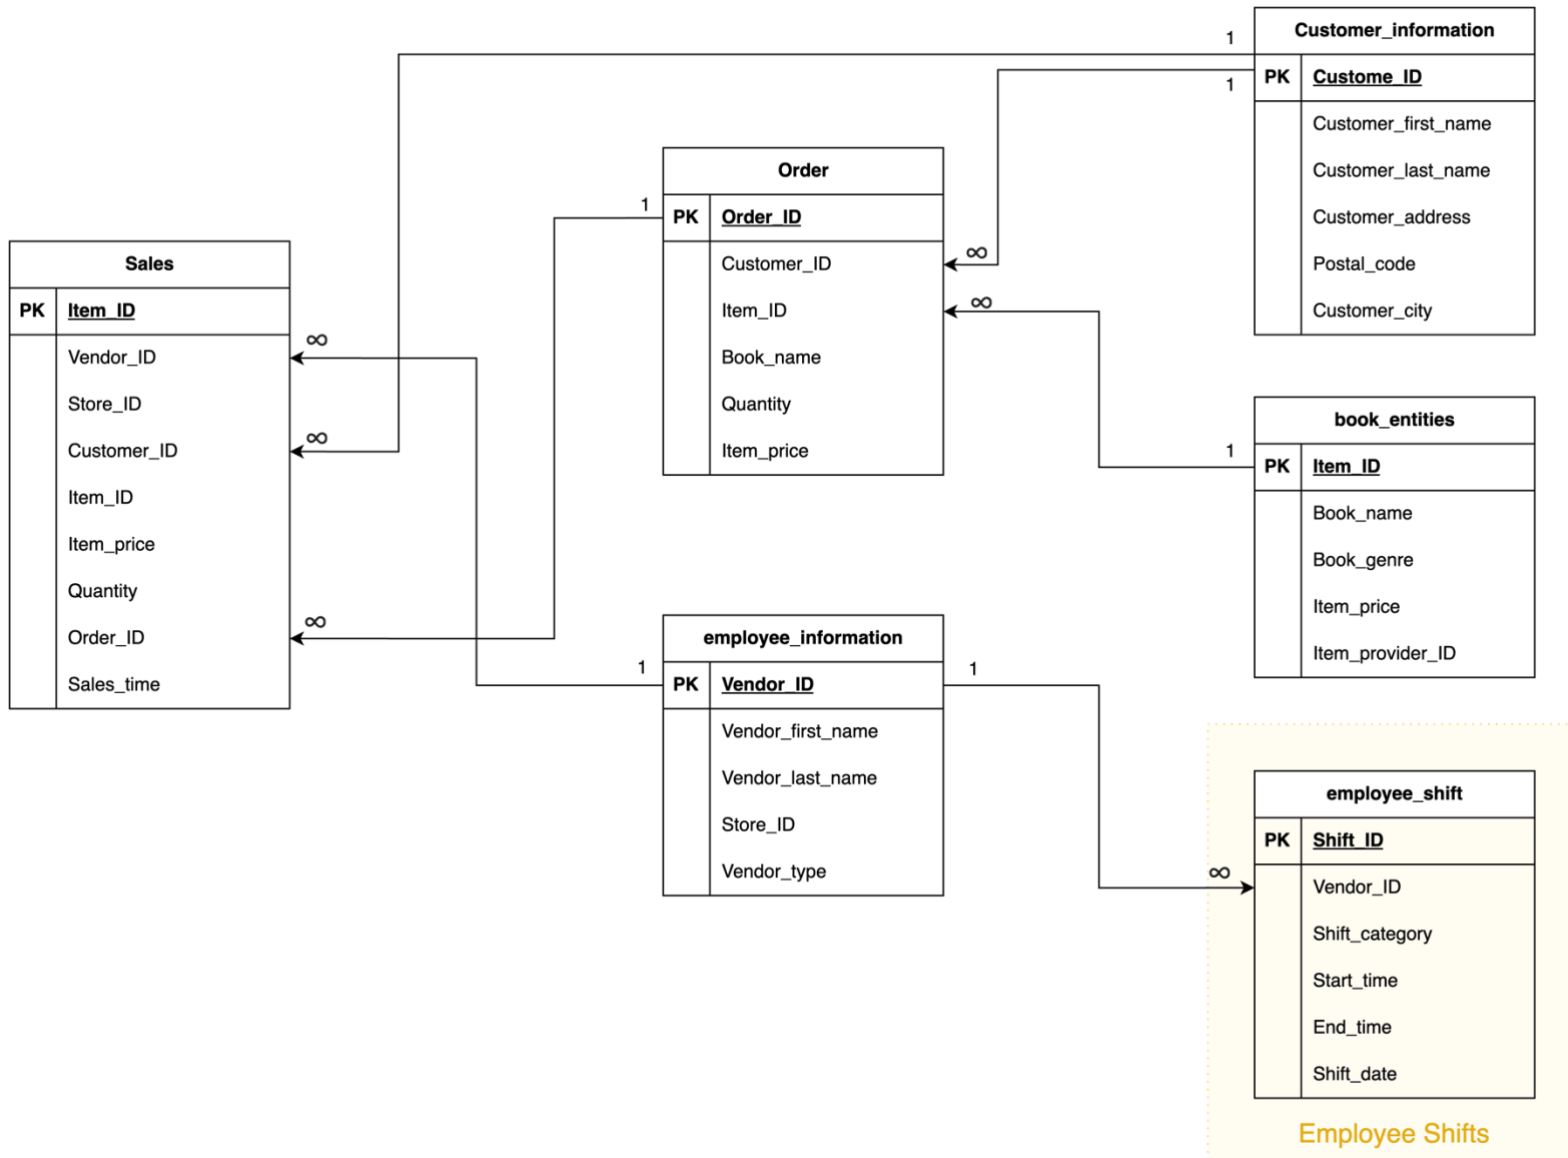 Customer_information
1
PK Custome_ID
1
Customer_first_name
Customer_last_name
Customer_address
Postal_code
Customer_city
Order
1
PK Order_ID
∞
Customer_ID
∞
Item_ID
Book_name
Quantity
Item_price
Sales
PK Item_ID
∞
Vendor_ID
Store_ID
∞
Customer_ID
Item_ID
Item_price
Quantity
∞
Order_ID
Sales_time
book_entities
1
PK Item_ID
Book_name
Book_genre
Item_price
Item_provider_ID
employee_information
1
1
PK Vendor_ID
Vendor_first_name
Vendor_last_name
Store_ID
Vendor_type
employee_shift
PK Shift_ID
∞
Vendor_ID
Shift_category
Start_time
End_time
Shift_date
Employee Shifts